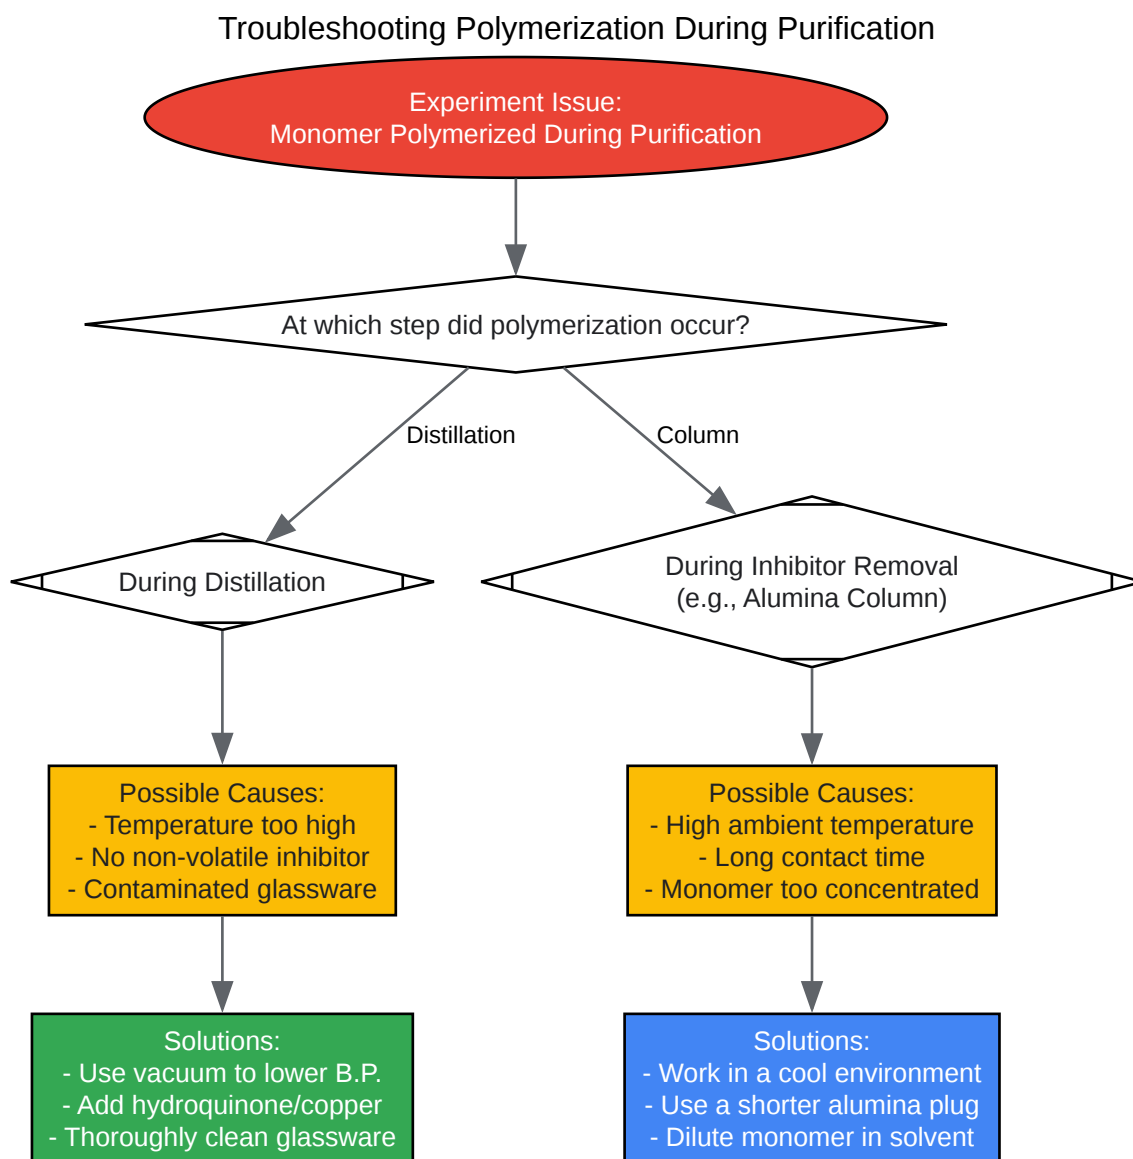 Troubleshooting Polymerization During Purification
Experiment Issue:
Monomer Polymerized During Purification
At which step did polymerization occur?
Distillation
Column
During Distillation
During Inhibitor Removal
(e.g., Alumina Column)
Possible Causes:
- Temperature too high
- No non-volatile inhibitor
- Contaminated glassware
Possible Causes:
- High ambient temperature
- Long contact time
- Monomer too concentrated
Solutions:
- Use vacuum to lower B.P.
- Add hydroquinone/copper
- Thoroughly clean glassware
Solutions:
- Work in a cool environment
- Use a shorter alumina plug
- Dilute monomer in solvent